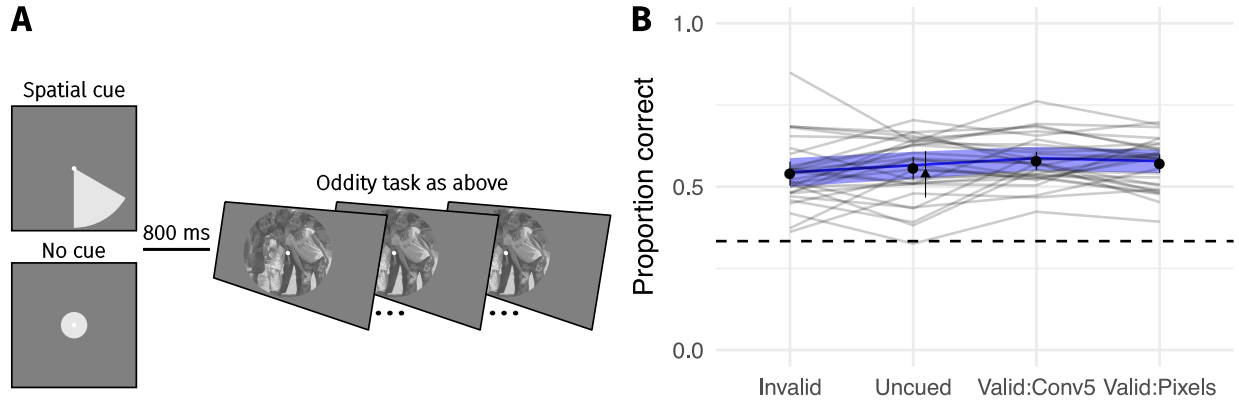 A
Spatial cue
No cue
800 ms
Oddity task as above
...
...
B
Proportion correct
1.0
0.5
0.0
Invalid
Uncued
Valid:Conv5
Valid:Pixels